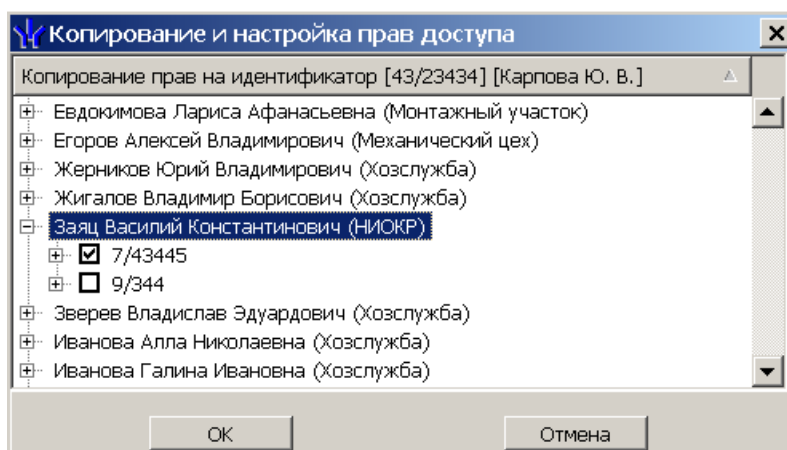 Копирование и настройка прав доступа
Копирование прав на идентификатор [43/23434] [Карпова Ю. В.]
Евдокимова Лариса Афанасьевна (Монтажный участок)
Егоров Алексей Владимирович (Механический цех)
Жерников Юрий Владимирович (Хозслужба)
Жигалов Владимир Борисович (Хозслужба)
Заяц Василий Константинович (НИОКР)
7/43445
9/344
Зверев Владислав Эдуардович (Хозслужба)
Иванова Алла Николаевна (Хозслужба)
Иванова Галина Ивановна (Хозслужба)
OK Отмена